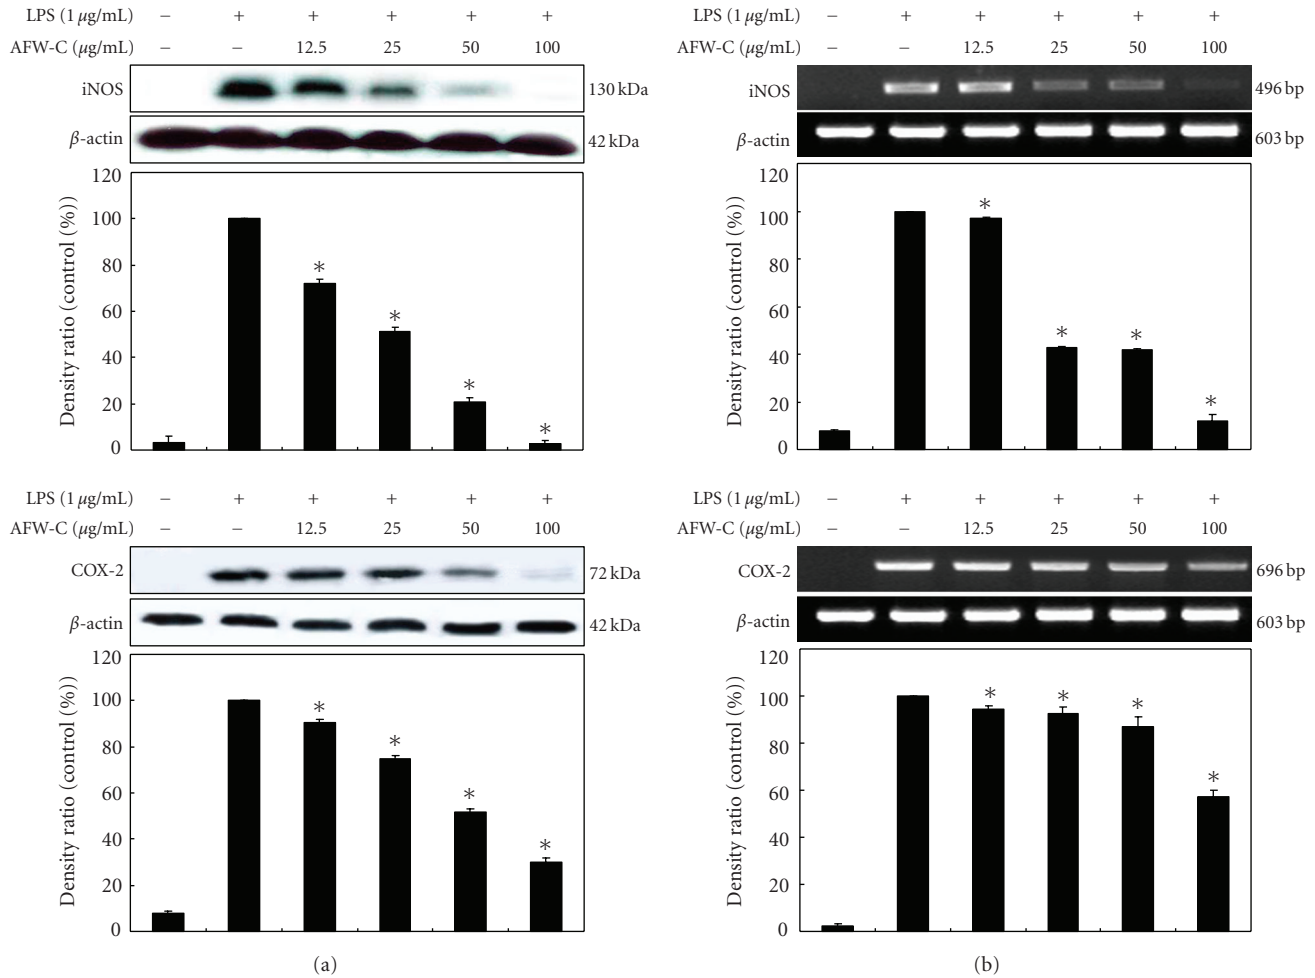 LPS (1 μg/mL) − + + + + +
AFW-C (μg/mL) − − 12.5 25 50 100
iNOS 130 kDa
β-actin 42 kDa
Density ratio (control (%))
120
100
80
60
40
20
0
* * * *
LPS (1 μg/mL) − + + + + +
AFW-C (μg/mL) − − 12.5 25 50 100
COX-2 72 kDa
β-actin 42 kDa
Density ratio (control (%))
120
100
80
60
40
20
0
* * * *
(a)
LPS (1 μg/mL) − + + + + +
AFW-C (μg/mL) − − 12.5 25 50 100
iNOS 496 bp
β-actin 603 bp
Density ratio (control (%))
120
100
80
60
40
20
0
* * * *
LPS (1 μg/mL) − + + + + +
AFW-C (μg/mL) − − 12.5 25 50 100
COX-2 696 bp
β-actin 603 bp
Density ratio (control (%))
120
100
80
60
40
20
0
* * * *
(b)